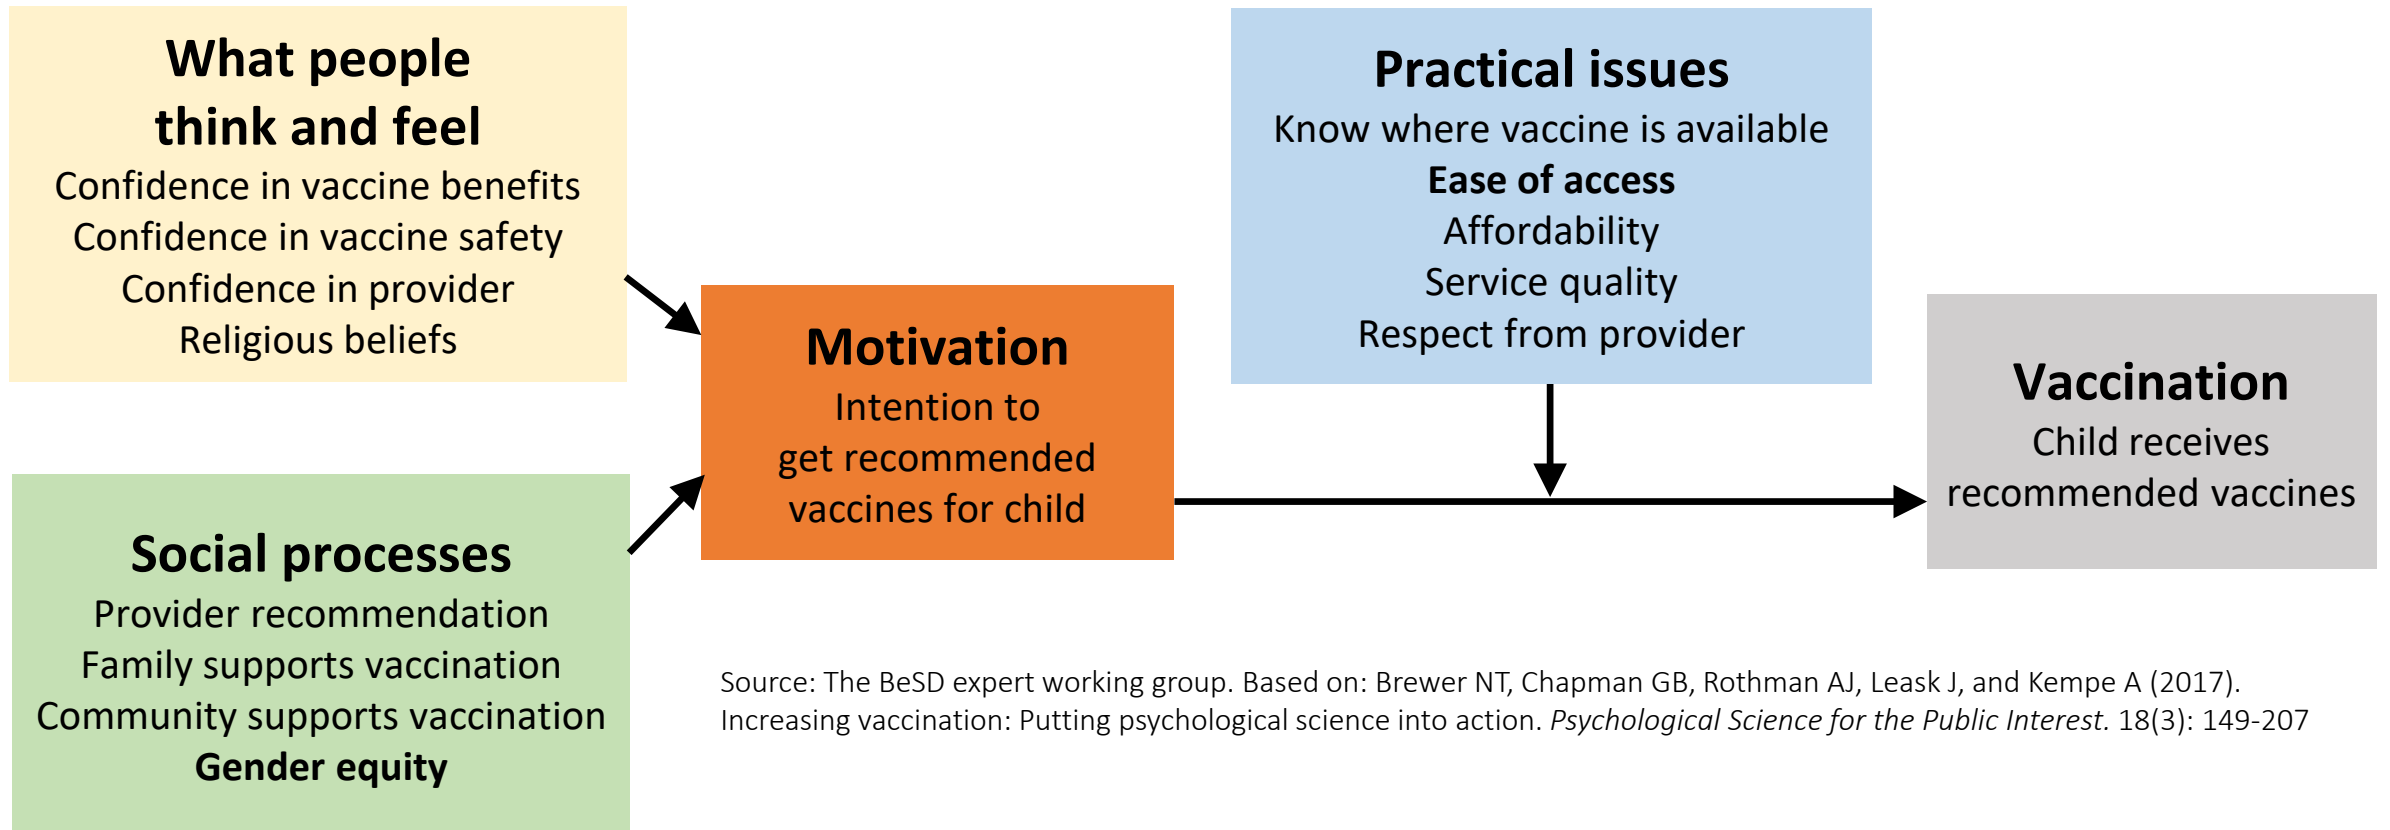 What people
think and feel
Confidence in vaccine benefits
Confidence in vaccine safety
Confidence in provider
Religious beliefs
Social processes
Provider recommendation
Family supports vaccination
Community supports vaccination
Gender equity
Motivation
Intention to
get recommended
vaccines for child
Practical issues
Know where vaccine is available
Ease of access
Affordability
Service quality
Respect from provider
Vaccination
Child receives
recommended vaccines
Source: The BeSD expert working group. Based on: Brewer NT, Chapman GB, Rothman AJ, Leask J, and Kempe A (2017).
Increasing vaccination: Putting psychological science into action. Psychological Science for the Public Interest. 18(3): 149-207